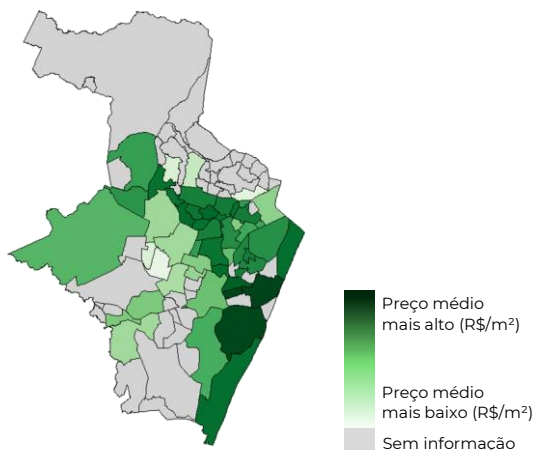 Preço médio
mais alto (R$/m²)
Preço médio
mais baixo (R$/m²)
Sem informação